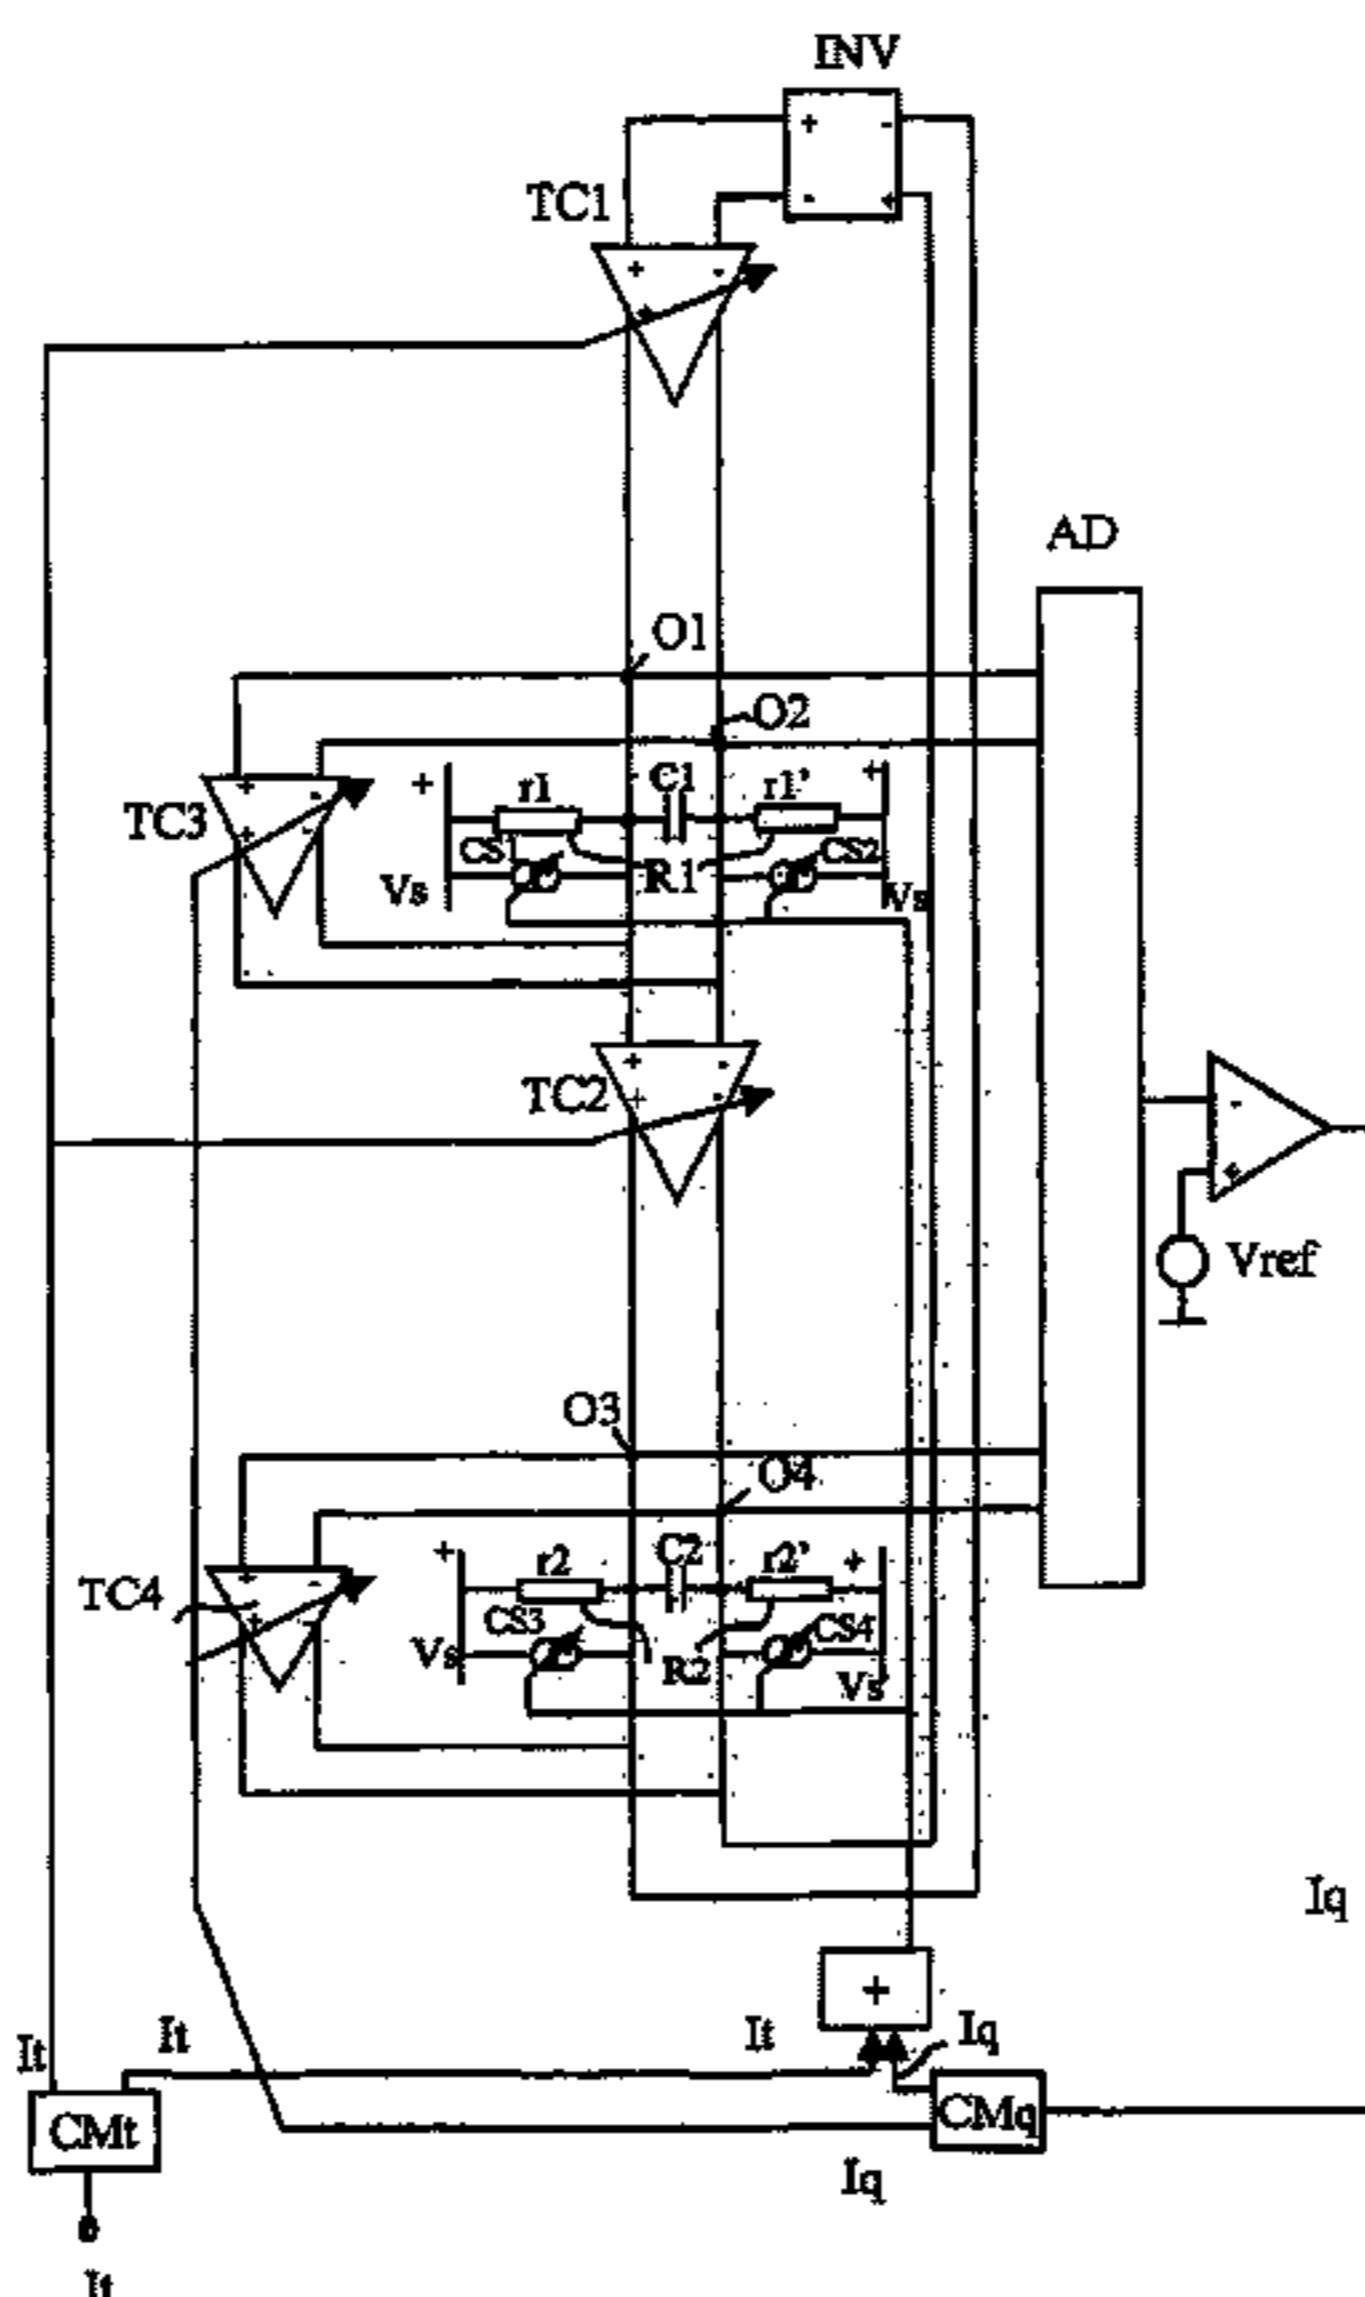 INV
+ -
- +
TC1
+ -
+
AD
O1
O2
+ r1 C1 r1' +
TC3
+ -
+ -
CS1 R1 CS2
Vs Vs
TC2
+ -
+ -
-
+
Vref
O3
O4
+ r2 C2 r2' +
TC4
+ -
+
CS3 CS4
Vs R2 Vs
Iq
+
It It It Iq
CMt CMq
Iq
It